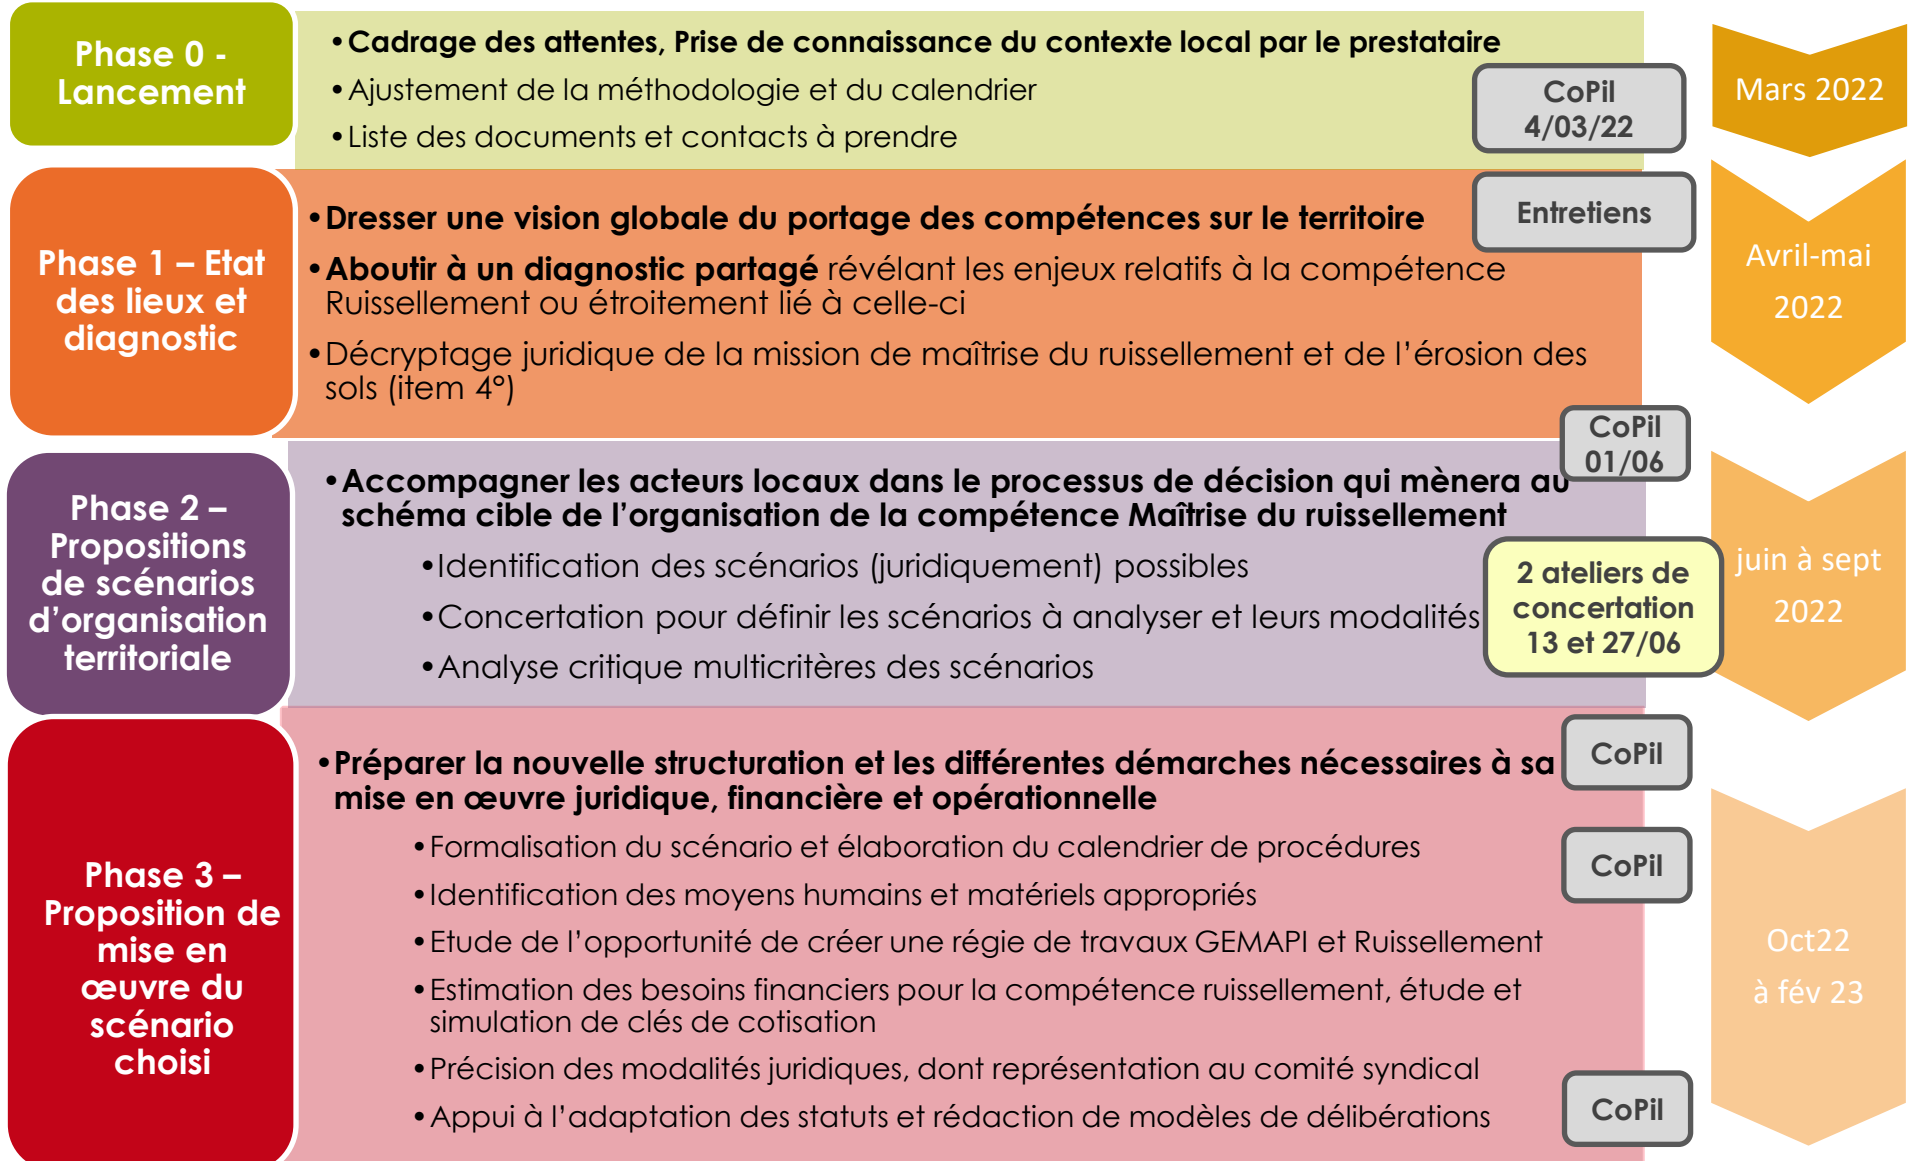 Phase 0 -
Lancement
•Cadrage des attentes, Prise de connaissance du contexte local par le prestataire
•Ajustement de la méthodologie et du calendrier
•Liste des documents et contacts à prendre
CoPil
4/03/22
Mars 2022
Phase 1 – Etat
des lieux et
diagnostic
•Dresser une vision globale du portage des compétences sur le territoire
•Aboutir à un diagnostic partagé révélant les enjeux relatifs à la compétence
Ruissellement ou étroitement lié à celle-ci
•Décryptage juridique de la mission de maîtrise du ruissellement et de l’érosion des
sols (item 4°)
Entretiens
Avril-mai
2022
CoPil
01/06
Phase 2 –
Propositions
de scénarios
d’organisation
territoriale
•Accompagner les acteurs locaux dans le processus de décision qui mènera au
schéma cible de l’organisation de la compétence Maîtrise du ruissellement
•Identification des scénarios (juridiquement) possibles
•Concertation pour définir les scénarios à analyser et leurs modalités
•Analyse critique multicritères des scénarios
2 ateliers de
concertation
13 et 27/06
juin à sept
2022
Phase 3 –
Proposition de
mise en
œuvre du
scénario
choisi
•Préparer la nouvelle structuration et les différentes démarches nécessaires à sa
mise en œuvre juridique, financière et opérationnelle
•Formalisation du scénario et élaboration du calendrier de procédures
•Identification des moyens humains et matériels appropriés
•Etude de l’opportunité de créer une régie de travaux GEMAPI et Ruissellement
•Estimation des besoins financiers pour la compétence ruissellement, étude et
simulation de clés de cotisation
•Précision des modalités juridiques, dont représentation au comité syndical
•Appui à l’adaptation des statuts et rédaction de modèles de délibérations
CoPil
CoPil
CoPil
Oct22
à fév 23